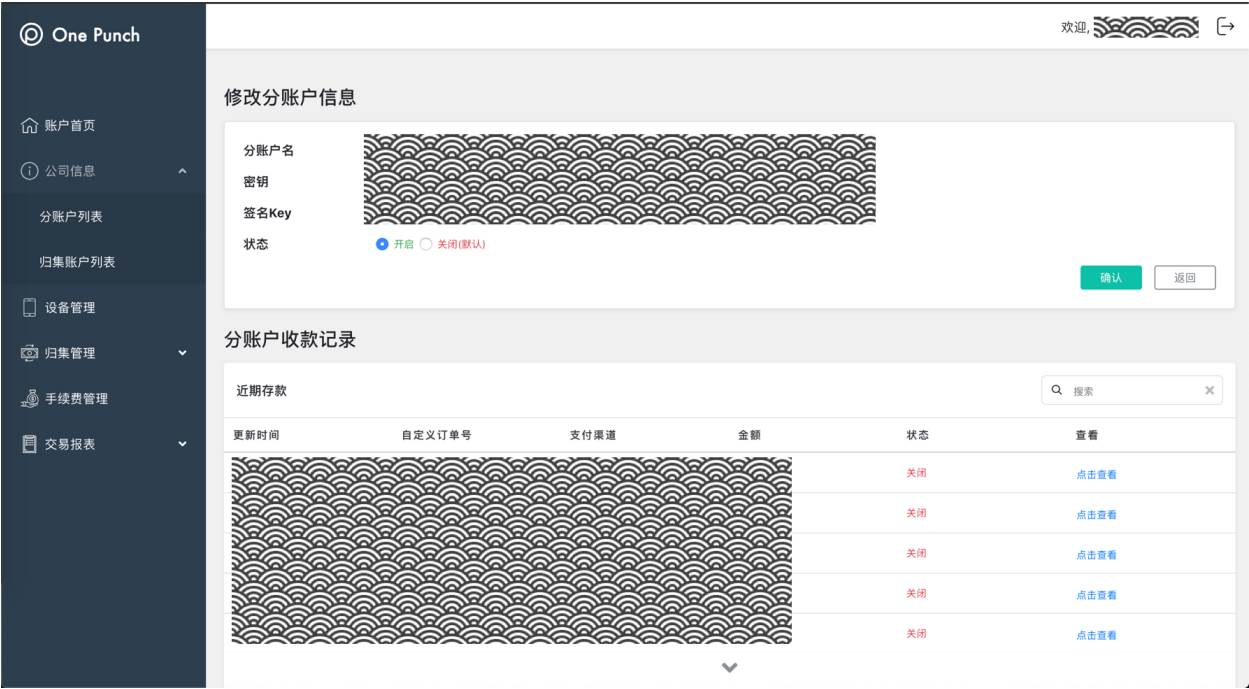 One Punch
欢迎,
账户首页
公司信息
分账户列表
归集账户列表
设备管理
归集管理
手续费管理
交易报表
修改分账户信息
分账户名
密钥
签名Key
状态 开启 关闭(默认)
确认 返回
分账户收款记录
近期存款 搜索
更新时间 自定义订单号 支付渠道 金额 状态 查看
关闭 点击查看
关闭 点击查看
关闭 点击查看
关闭 点击查看
关闭 点击查看